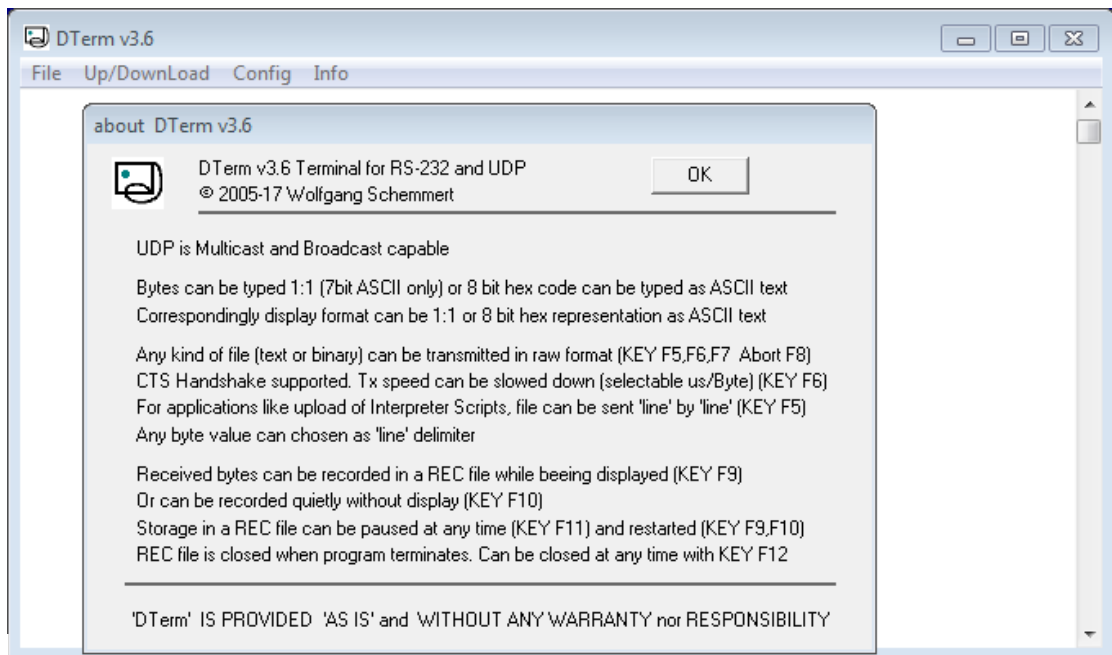 DTerm v3.6
File Up/DownLoad Config Info
about DTerm v3.6
DTerm v3.6 Terminal for RS-232 and UDP
© 2005-17 Wolfgang Schemmert
OK
UDP is Multicast and Broadcast capable
Bytes can be typed 1:1 (7bit ASCII only) or 8 bit hex code can be typed as ASCII text
Correspondingly display format can be 1:1 or 8 bit hex representation as ASCII text
Any kind of file (text or binary) can be transmitted in raw format (KEY F5,F6,F7 Abort F8)
CTS Handshake supported. Tx speed can be slowed down (selectable us/Byte) (KEY F6)
For applications like upload of Interpreter Scripts, file can be sent 'line' by 'line' (KEY F5)
Any byte value can chosen as 'line' delimiter
Received bytes can be recorded in a REC file while beeing displayed (KEY F9)
Or can be recorded quietly without display (KEY F10)
Storage in a REC file can be paused at any time (KEY F11) and restarted (KEY F9,F10)
REC file is closed when program terminates. Can be closed at any time with KEY F12
'DTerm' IS PROVIDED 'AS IS' and WITHOUT ANY WARRANTY nor RESPONSIBILITY